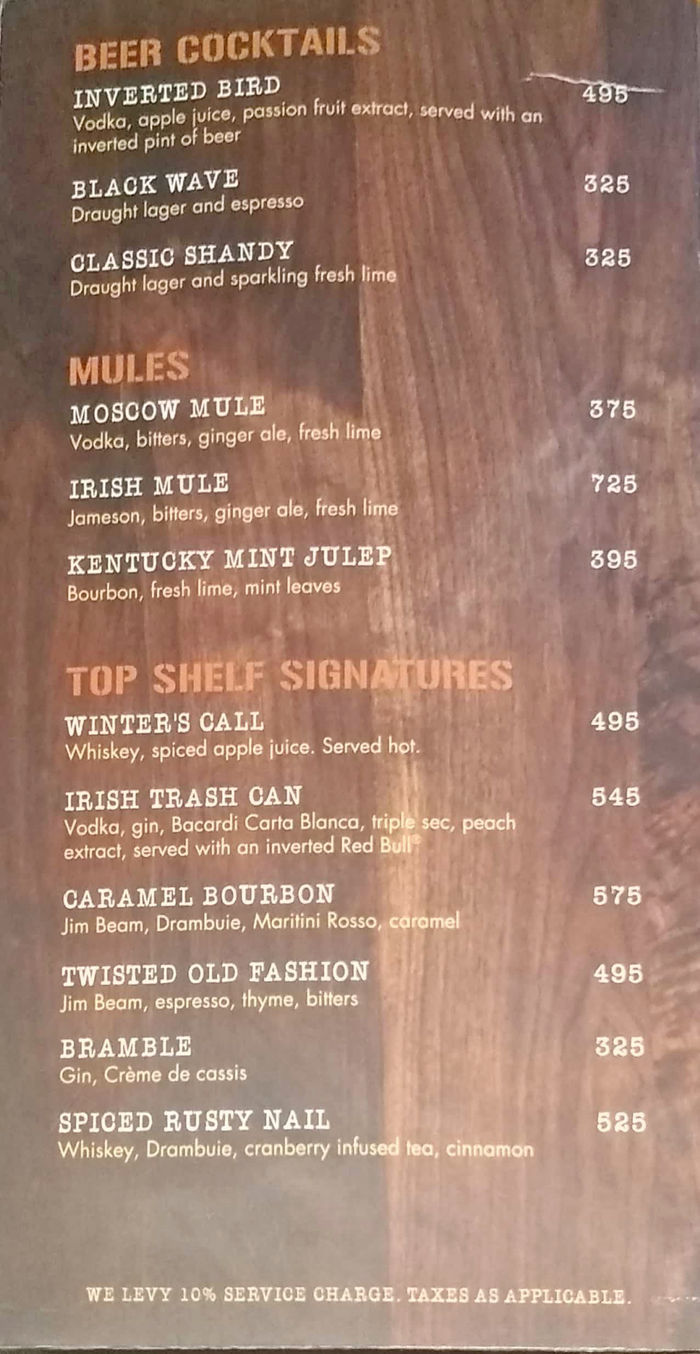 BEER COCKTAILS
INVERTED BIRD 495
Vodka, apple juice, passion fruit extract, served with an
inverted pint of beer
BLACK WAVE 325
Draught lager and espresso
CLASSIC SHANDY 325
Draught lager and sparkling fresh lime
MULES
MOSCOW MULE 375
Vodka, bitters, ginger ale, fresh lime
IRISH MULE 725
Jameson, bitters, ginger ale, fresh lime
KENTUCKY MINT JULEP 395
Bourbon, fresh lime, mint leaves
TOP SHELF SIGNATURES
WINTER'S CALL 495
Whiskey, spiced apple juice. Served hot.
IRISH TRASH CAN 545
Vodka, gin, Bacardi Carta Blanca, triple sec, peach
extract, served with an inverted Red Bull®
CARAMEL BOURBON 575
Jim Beam, Drambuie, Maritini Rosso, caramel
TWISTED OLD FASHION 495
Jim Beam, espresso, thyme, bitters
BRAMBLE 325
Gin, Crème de cassis
SPICED RUSTY NAIL 525
Whiskey, Drambuie, cranberry infused tea, cinnamon
WE LEVY 10% SERVICE CHARGE. TAXES AS APPLICABLE.